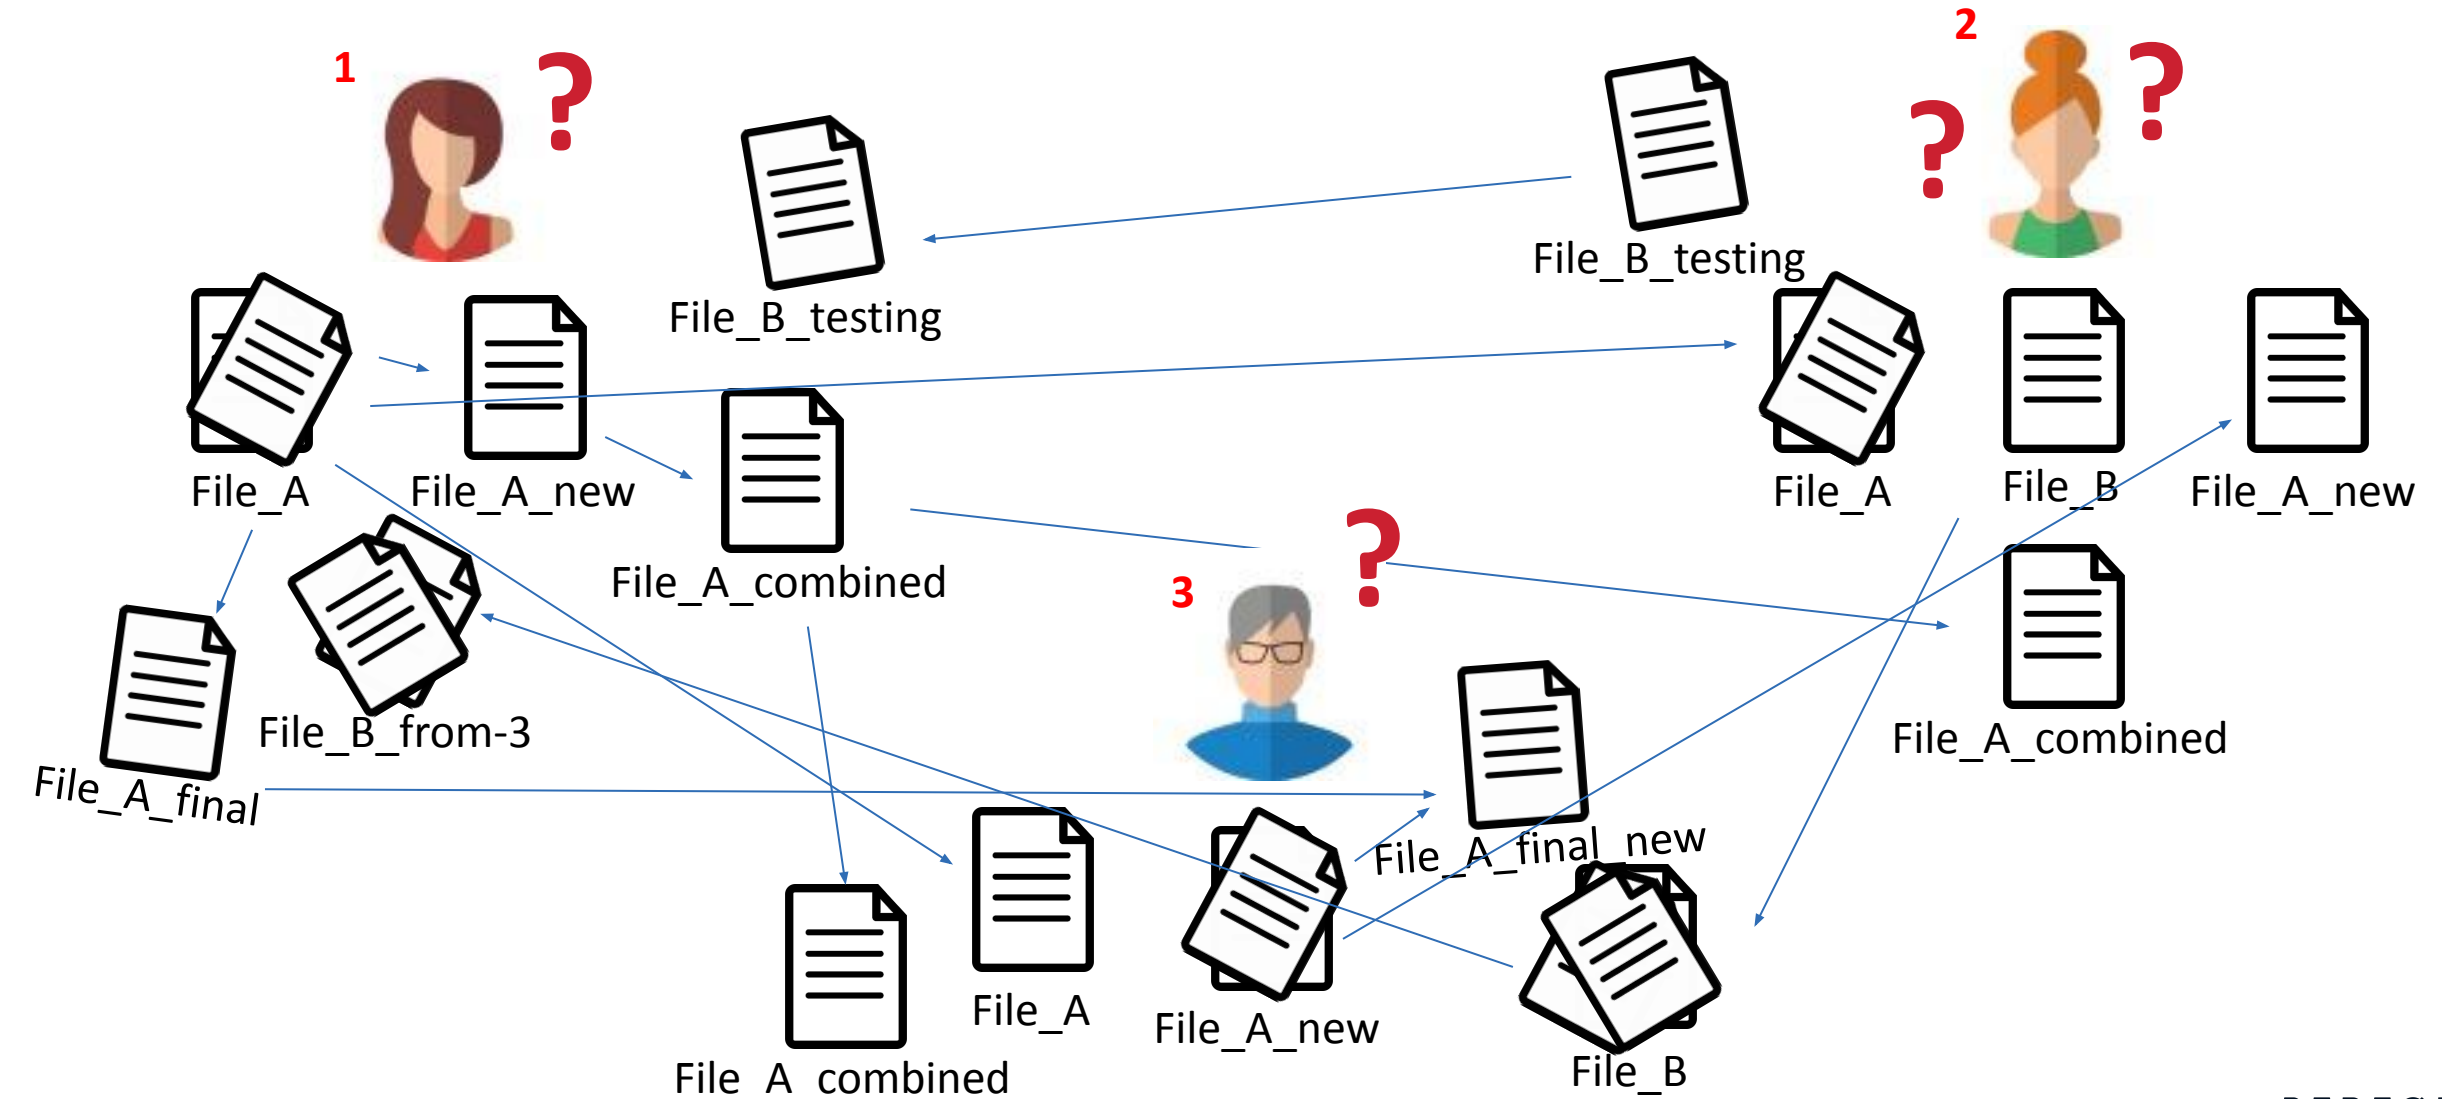 1
?
2
?
?
File_B_testing
File_B_testing
File_A
File_A_new
File_A
File_B
File_A_new
File_A_combined
3
?
File_B_from-3
File_A_final
File_A_combined
File_A_final_new
File_A
File_A_new
File_B
File_A_combined